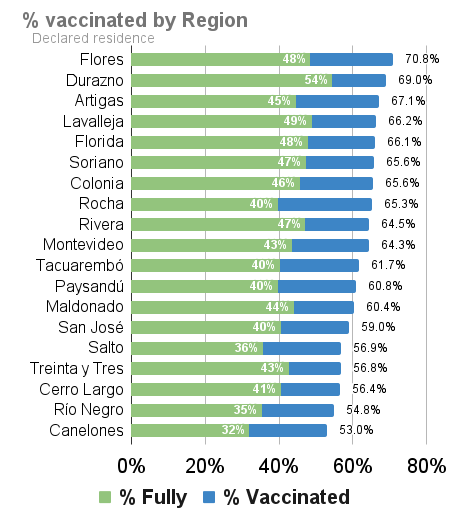 % vaccinated by Region
Declared residence
Flores 48% 70.8%
Durazno 54% 69.0%
Artigas 45% 67.1%
Lavalleja 49% 66.2%
Florida 48% 66.1%
Soriano 47% 65.6%
Colonia 46% 65.6%
Rocha 40% 65.3%
Rivera 47% 64.5%
Montevideo 43% 64.3%
Tacuarembó 40% 61.7%
Paysandú 40% 60.8%
Maldonado 44% 60.4%
San José 40% 59.0%
Salto 36% 56.9%
Treinta y Tres 43% 56.8%
Cerro Largo 41% 56.4%
Río Negro 35% 54.8%
Canelones 32% 53.0%
0% 20% 40% 60% 80%
% Fully % Vaccinated